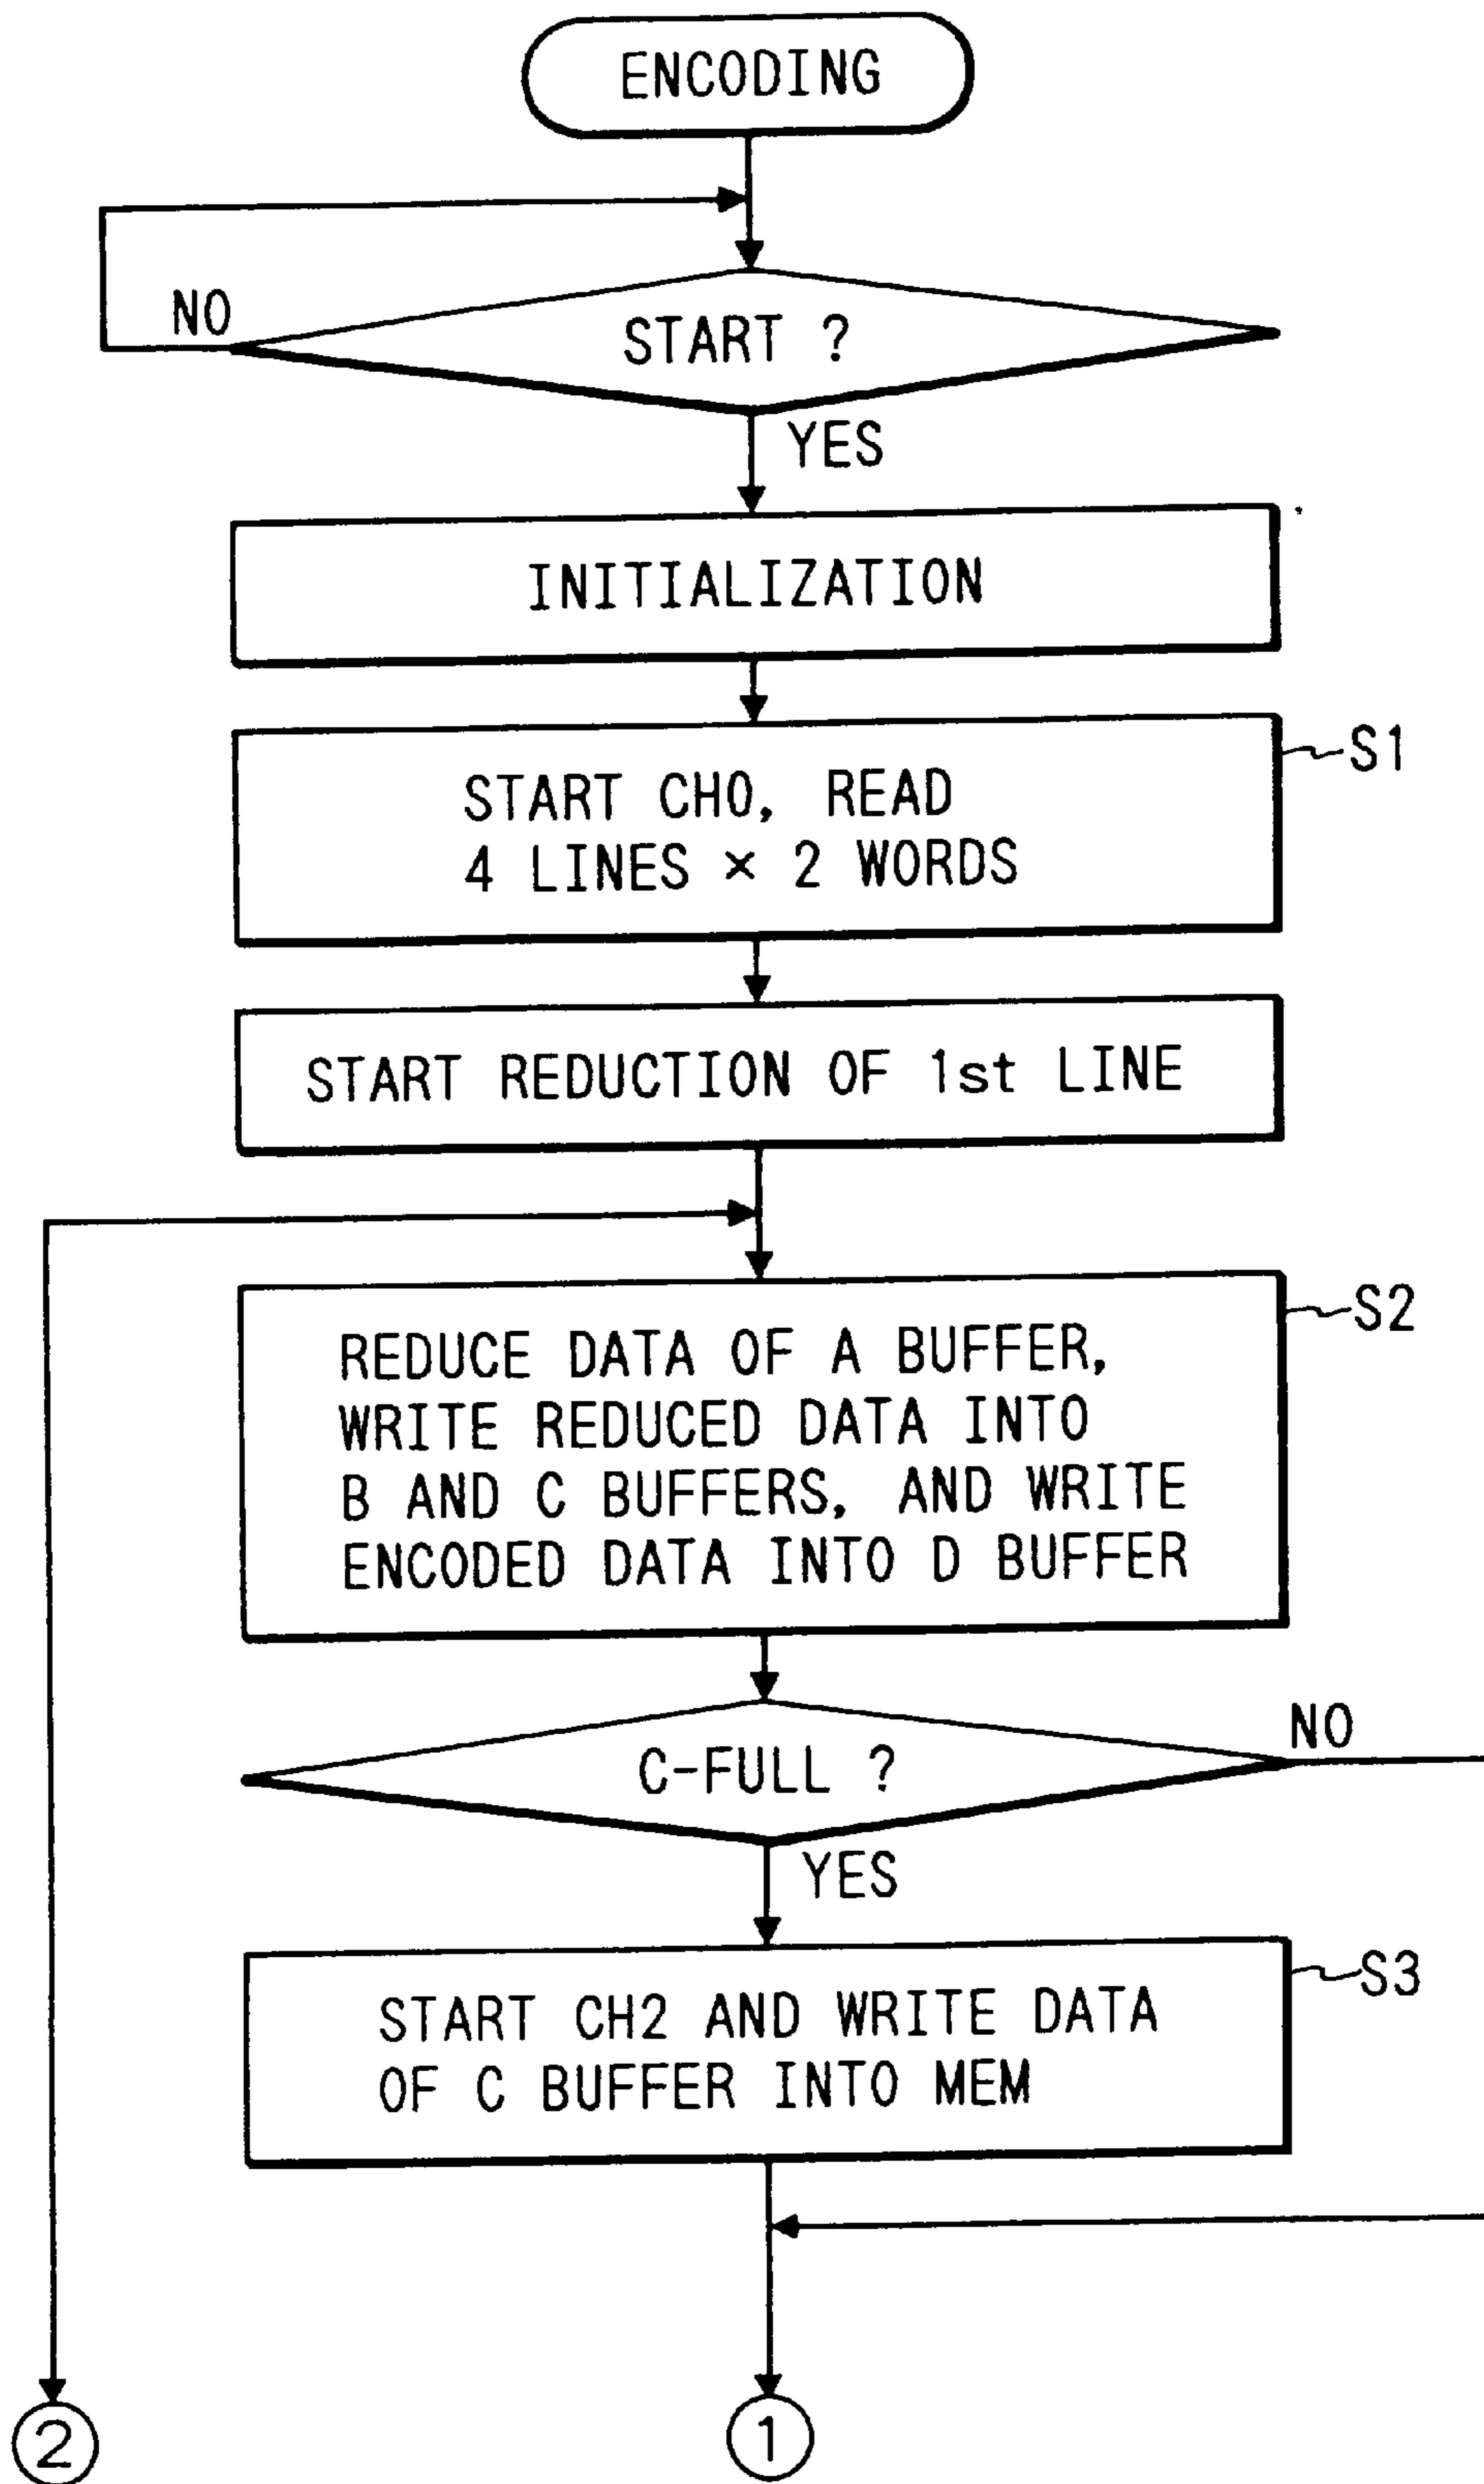 ENCODING
NO
START ?
YES
INITIALIZATION
START CH0, READ
4 LINES × 2 WORDS
S1
START REDUCTION OF 1st LINE
S2
REDUCE DATA OF A BUFFER,
WRITE REDUCED DATA INTO
B AND C BUFFERS, AND WRITE
ENCODED DATA INTO D BUFFER
NO
C-FULL ?
YES
S3
START CH2 AND WRITE DATA
OF C BUFFER INTO MEM
2
1